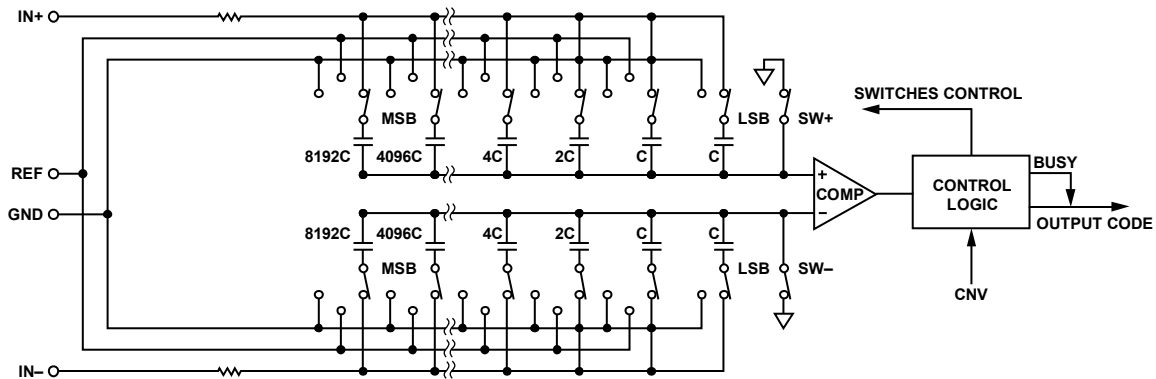 IN+
SWITCHES CONTROL
MSB
LSB
SW+
8192C
4096C
4C
2C
C
C
BUSY
REF
+
COMP
–
CONTROL
LOGIC
GND
OUTPUT CODE
8192C
4096C
4C
2C
C
C
MSB
LSB
SW–
CNV
IN–